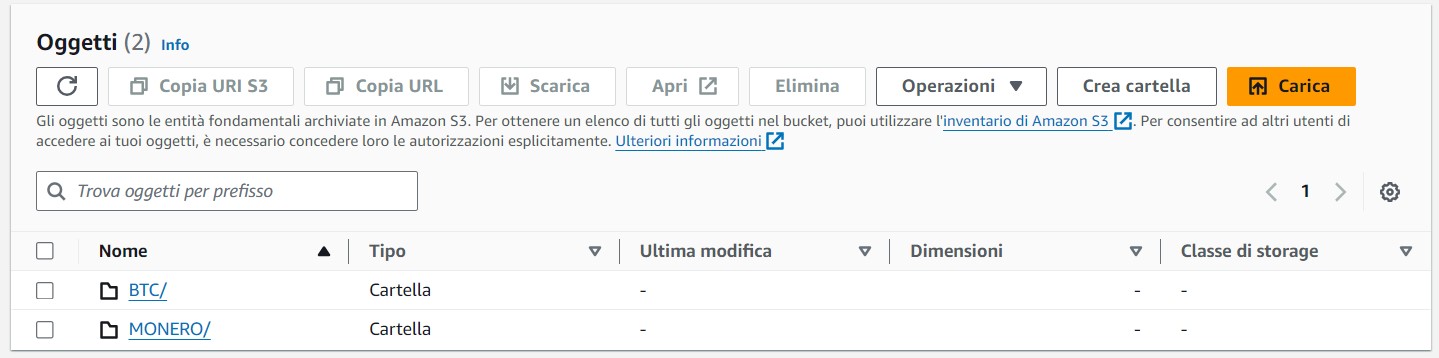 Oggetti (2) Info
Copia URI S3 Copia URL Scarica Apri Elimina Operazioni Crea cartella Carica
Gli oggetti sono le entità fondamentali archiviate in Amazon S3. Per ottenere un elenco di tutti gli oggetti nel bucket, puoi utilizzare l'inventario di Amazon S3. Per consentire ad altri utenti di
accedere ai tuoi oggetti, è necessario concedere loro le autorizzazioni esplicitamente. Ulteriori informazioni
Trova oggetti per prefisso 1
Nome Tipo Ultima modifica Dimensioni Classe di storage
BTC/ Cartella - - -
MONERO/ Cartella - - -